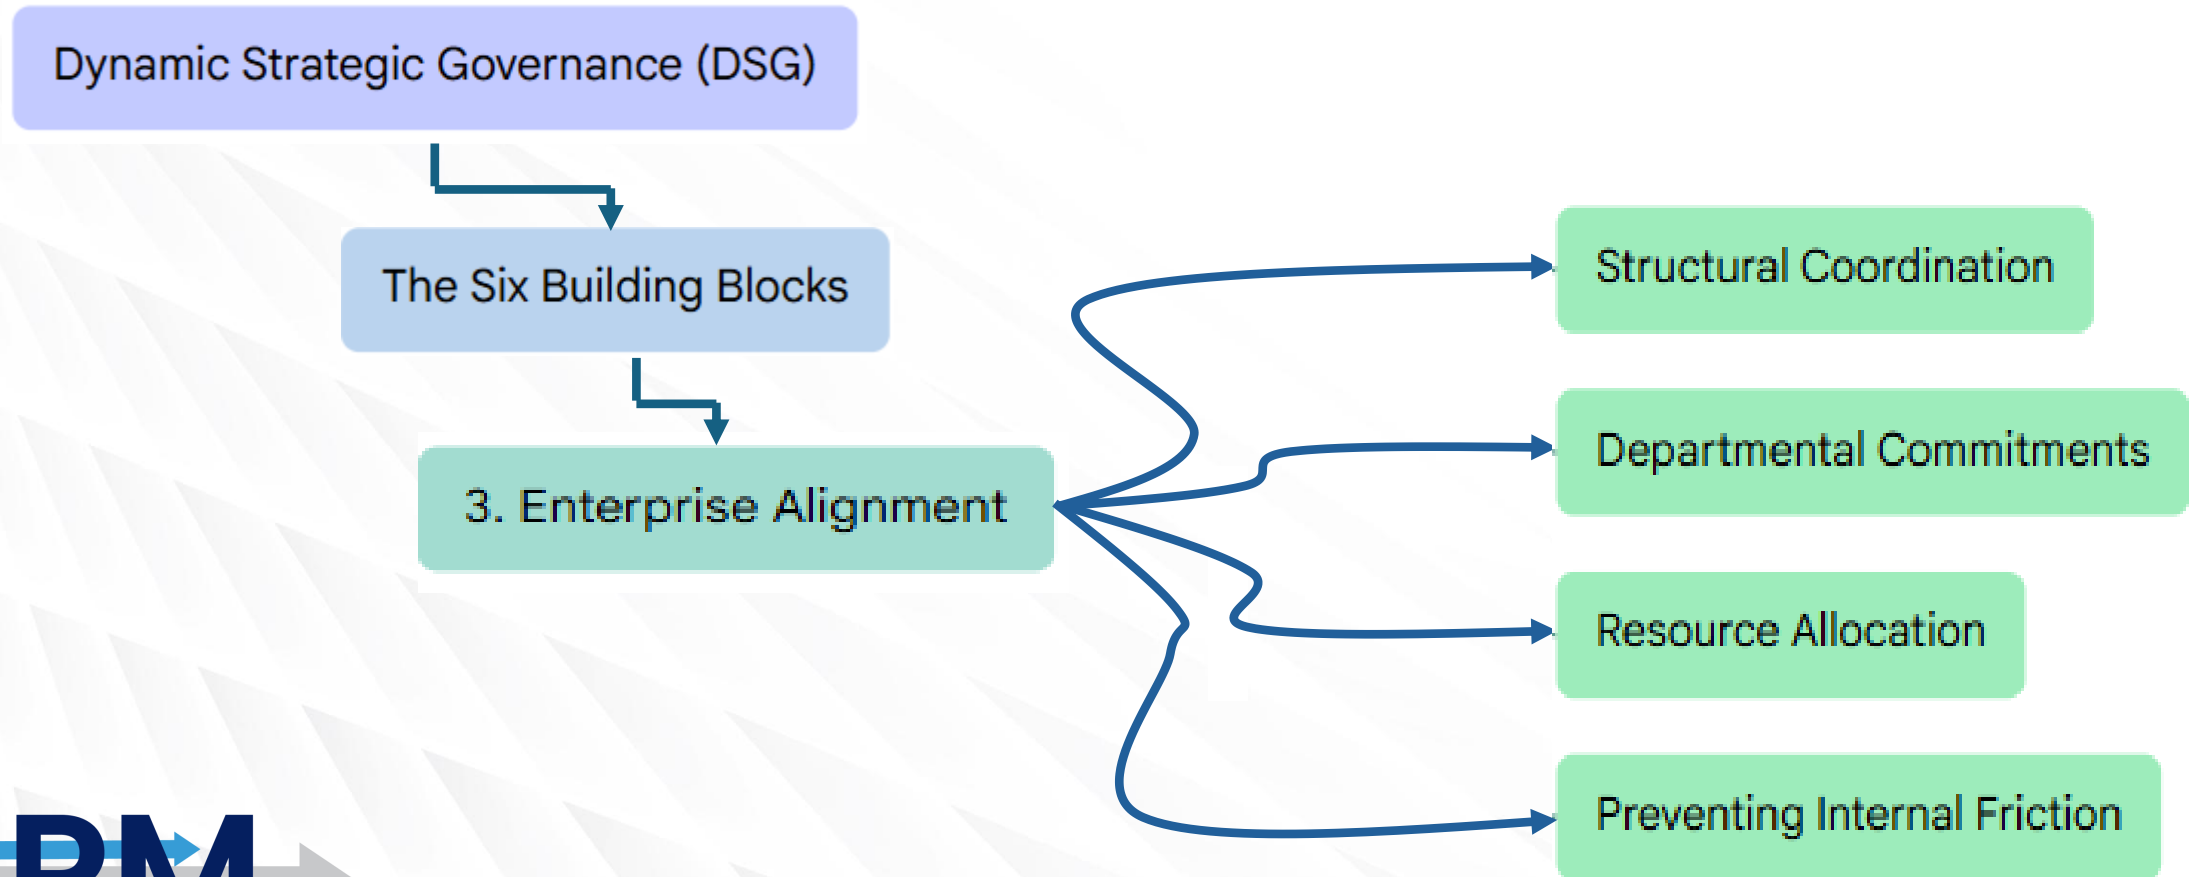 Dynamic Strategic Governance (DSG)
The Six Building Blocks
3. Enterprise Alignment
Structural Coordination
Departmental Commitments
Resource Allocation
Preventing Internal Friction